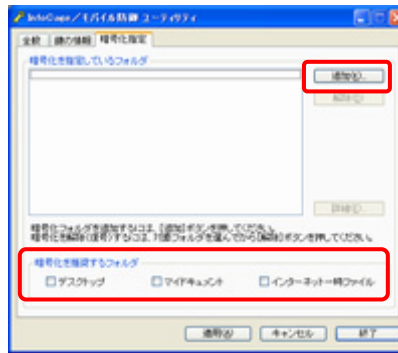 InfoCage／モバイル防御 ユーティリティ
全般 鍵の情報 暗号化指定
暗号化を指定しているフォルダ
追加(A)...
解除(D)...
詳細(I)...
暗号化フォルダを追加するには、[追加]ボタンを押してください。
暗号化を解除(復号)するには、対象フォルダを選んでから[解除]ボタンを押してください。
暗号化を推奨するフォルダ
デスクトップ マイドキュメント インターネット一時ファイル
適用(A) キャンセル 終了